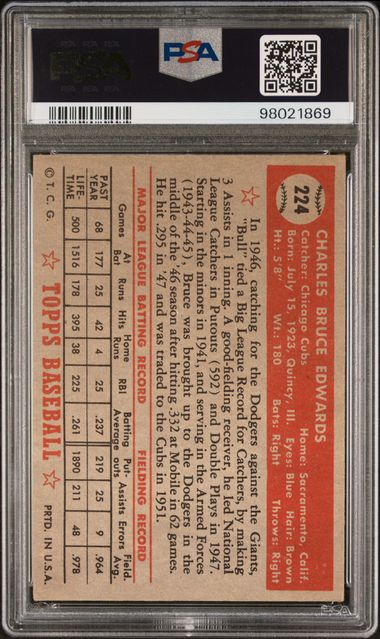 PSA
98021869
224
CHARLES BRUCE EDWARDS
Catcher: Chicago Cubs Home: Sacramento, Calif.
Born: July 15, 1923, Quincy, Ill. Eyes: Blue Hair: Brown
Ht.: 5'8" Wt.: 180 Bats: Right Throws: Right
In 1946, catching for the Dodgers against the Giants,
"Bull" tied a Big League Record for Catchers, by making
3 Assists in 1 inning. A good-fielding receiver, he led National
League Catchers in Putouts (592) and Double Plays in 1947.
Starting in the minors in 1941, and serving in the Armed Forces
(1943-44-45), Bruce was brought up to the Dodgers in the
middle of the '46 season after hitting .332 at Mobile in 62 games.
He hit .295 in '47 and was traded to the Cubs in 1951.
MAJOR LEAGUE BATTING RECORD FIELDING RECORD
Games At Bat Runs Hits Home Runs RBI Batting Average Put-outs Assists Errors Field. Avg.
PAST YEAR 68 177 25 42 4 25 .237 219 25 9 .964
LIFE-TIME 500 1516 178 395 38 225 .261 1890 211 48 .978
© T. C. G. TOPPS BASEBALL PRTD. IN U.S.A.